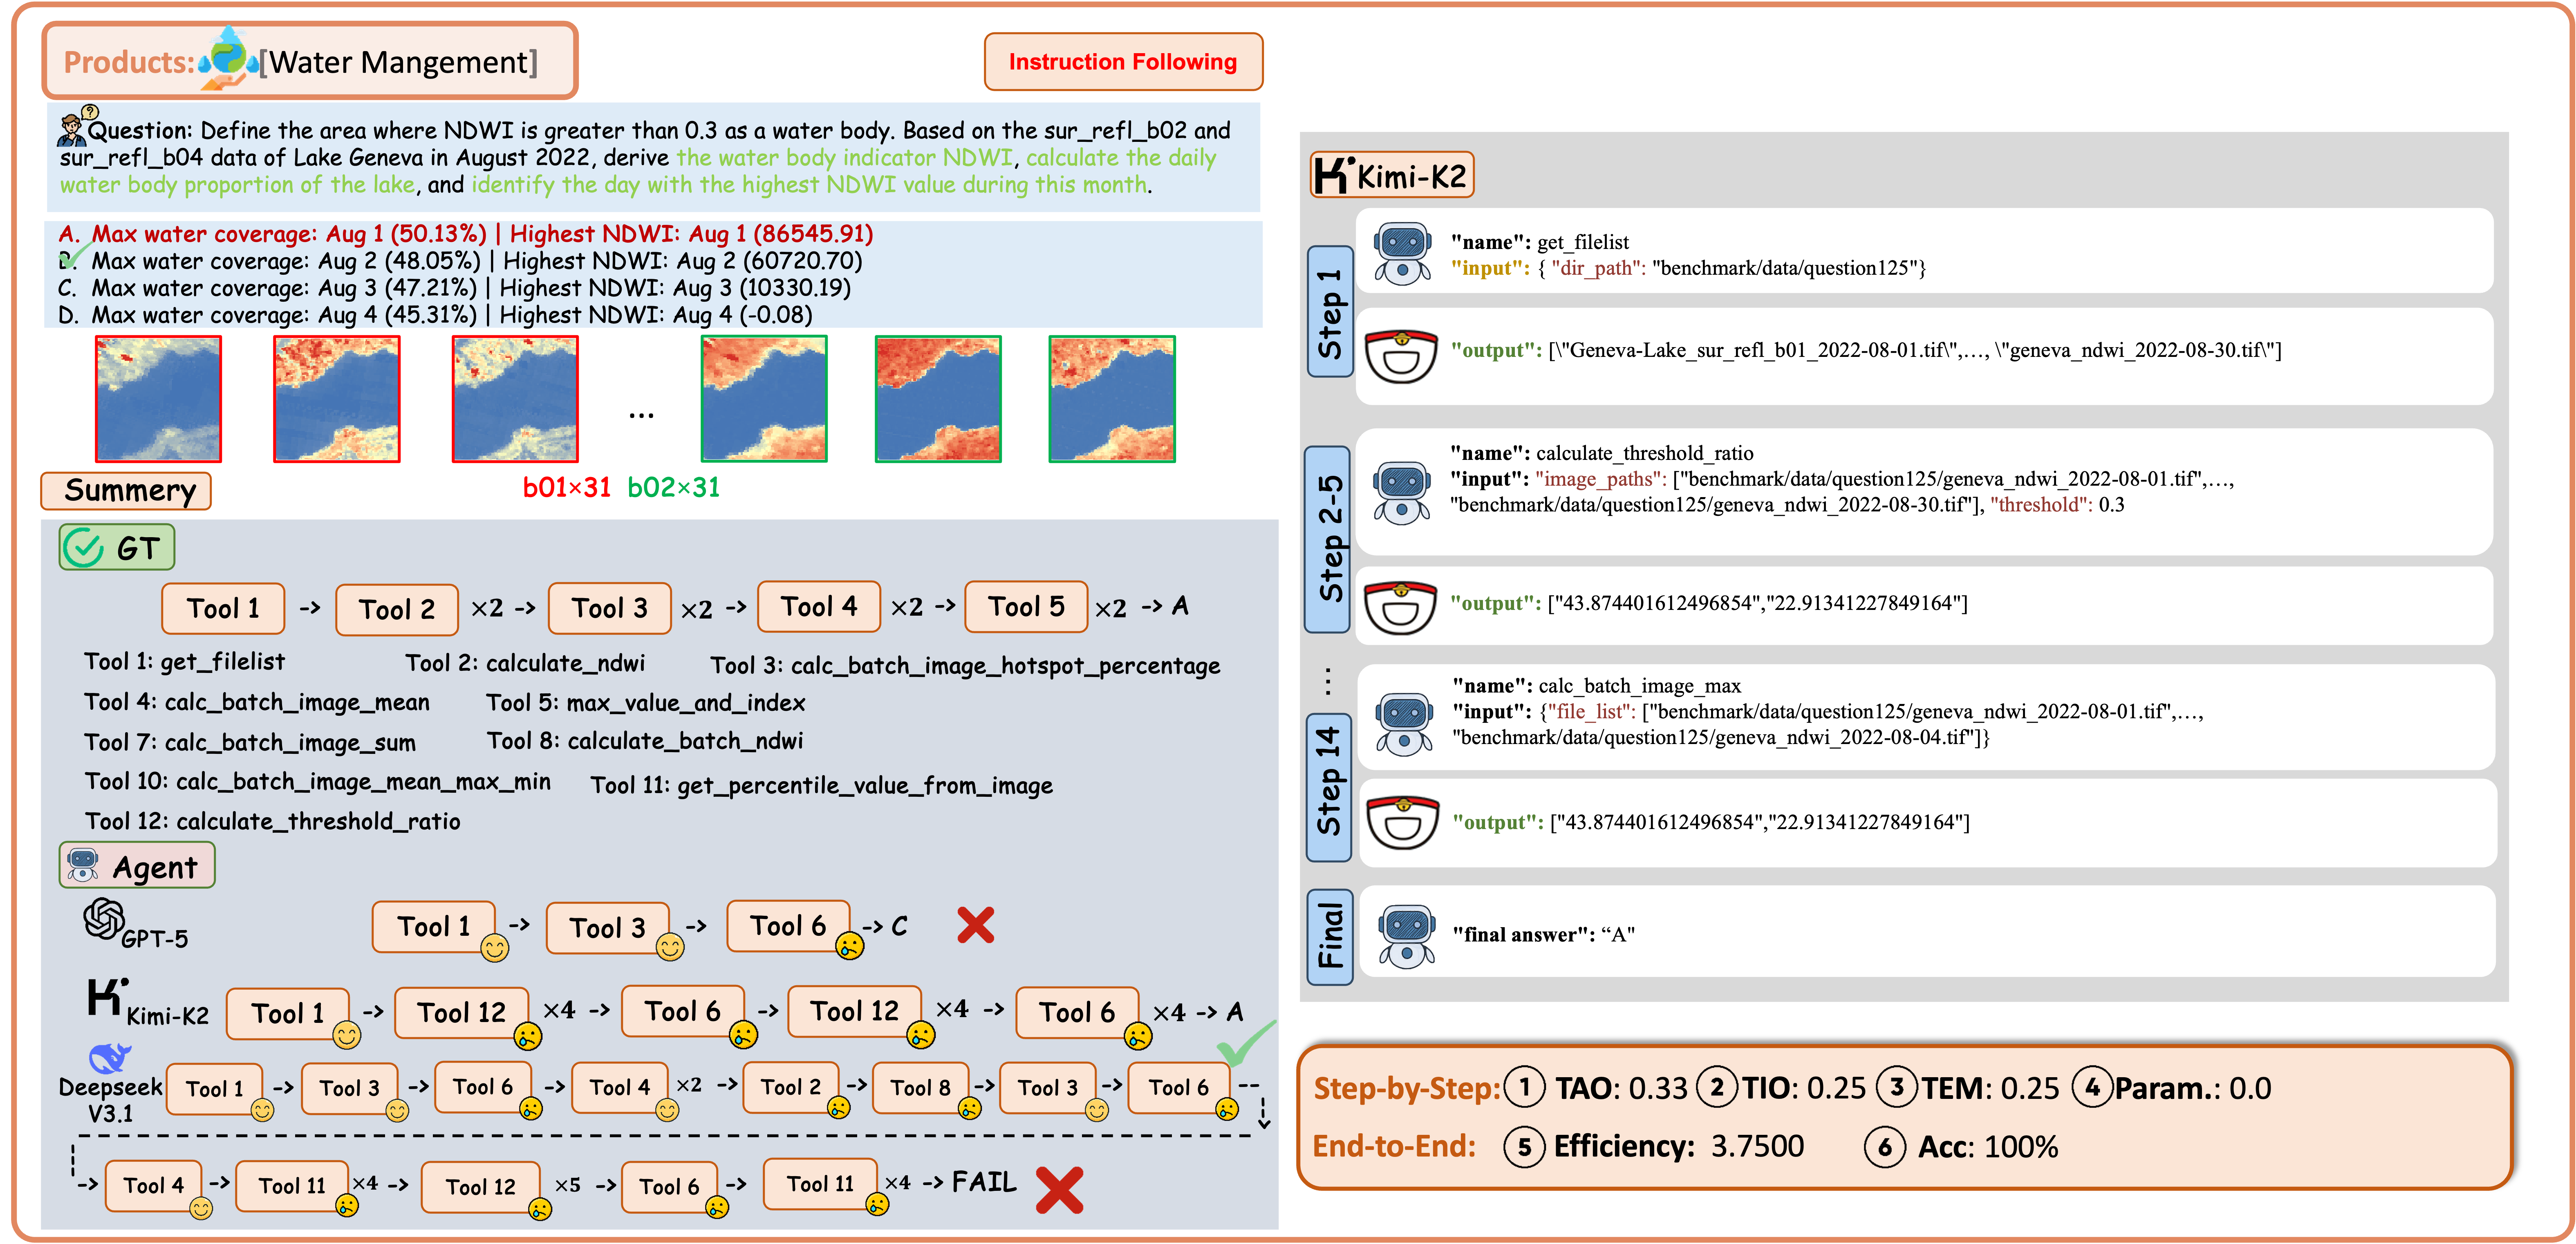 Products: [Water Mangement]
Instruction Following
Question: Define the area where NDWI is greater than 0.3 as a water body. Based on the sur_refl_b02 and
sur_refl_b04 data of Lake Geneva in August 2022, derive the water body indicator NDWI, calculate the daily
water body proportion of the lake, and identify the day with the highest NDWI value during this month.
A. Max water coverage: Aug 1 (50.13%) | Highest NDWI: Aug 1 (86545.91)
B. Max water coverage: Aug 2 (48.05%) | Highest NDWI: Aug 2 (60720.70)
C. Max water coverage: Aug 3 (47.21%) | Highest NDWI: Aug 3 (10330.19)
D. Max water coverage: Aug 4 (45.31%) | Highest NDWI: Aug 4 (-0.08)
...
b01×31 b02×31
Summery
GT
Tool 1 -> Tool 2 ×2 -> Tool 3 ×2 -> Tool 4 ×2 -> Tool 5 ×2 -> A
Tool 1: get_filelist Tool 2: calculate_ndwi Tool 3: calc_batch_image_hotspot_percentage
Tool 4: calc_batch_image_mean Tool 5: max_value_and_index
Tool 7: calc_batch_image_sum Tool 8: calculate_batch_ndwi
Tool 10: calc_batch_image_mean_max_min Tool 11: get_percentile_value_from_image
Tool 12: calculate_threshold_ratio
Agent
GPT-5 Tool 1 -> Tool 3 -> Tool 6 -> C
Kimi-K2 Tool 1 -> Tool 12 ×4 -> Tool 6 -> Tool 12 ×4 -> Tool 6 ×4 -> A
Deepseek V3.1 Tool 1 -> Tool 3 -> Tool 6 -> Tool 4 ×2 -> Tool 2 -> Tool 8 -> Tool 3 -> Tool 6
-> Tool 4 -> Tool 11 ×4 -> Tool 12 ×5 -> Tool 6 -> Tool 11 ×4 -> FAIL
Kimi-K2
Step 1
"name": get_filelist
"input": { "dir_path": "benchmark/data/question125"}
"output": [\"Geneva-Lake_sur_refl_b01_2022-08-01.tif\",..., \"geneva_ndwi_2022-08-30.tif\"]
Step 2-5
"name": calculate_threshold_ratio
"input": "image_paths": ["benchmark/data/question125/geneva_ndwi_2022-08-01.tif",...,
"benchmark/data/question125/geneva_ndwi_2022-08-30.tif"], "threshold": 0.3
"output": ["43.874401612496854","22.91341227849164"]
...
Step 14
"name": calc_batch_image_max
"input": {"file_list": ["benchmark/data/question125/geneva_ndwi_2022-08-01.tif",...,
"benchmark/data/question125/geneva_ndwi_2022-08-04.tif"]}
"output": ["43.874401612496854","22.91341227849164"]
Final
"final answer": “A"
Step-by-Step: 1 TAO: 0.33 2 TIO: 0.25 3 TEM: 0.25 4 Param.: 0.0
End-to-End: 5 Efficiency: 3.7500 6 Acc: 100%